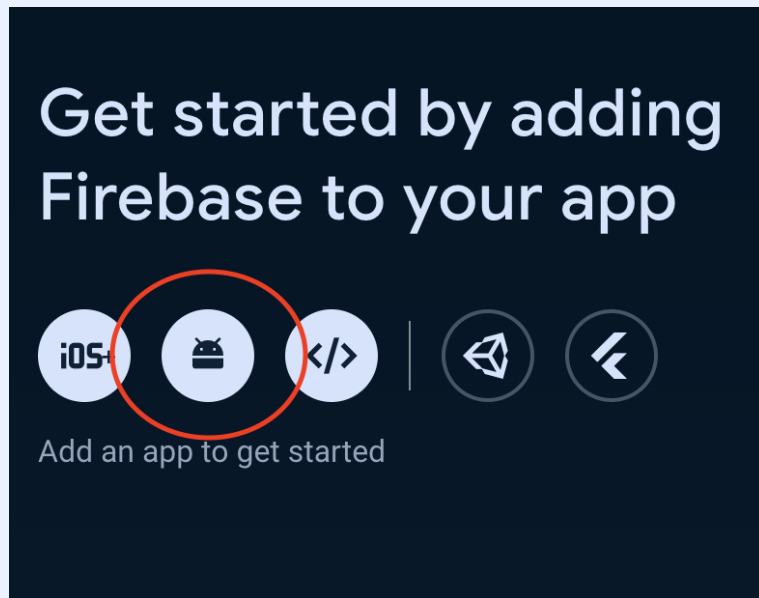 Get started by adding
Firebase to your app
iOS+
</>
Add an app to get started